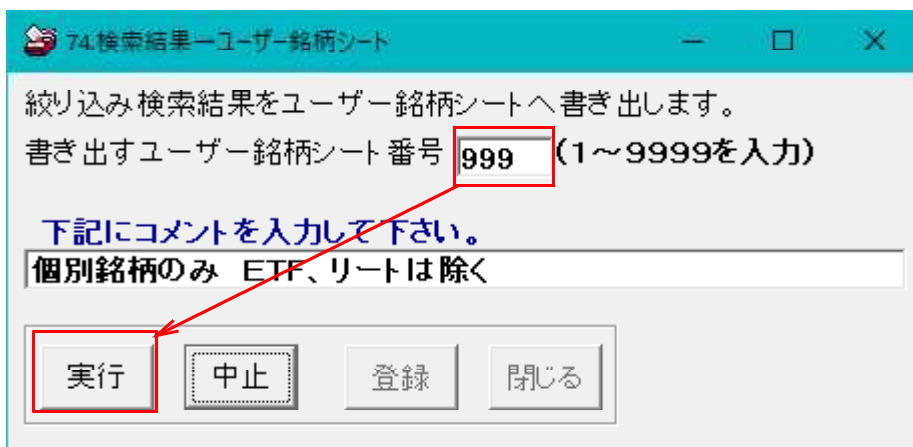 74.検索結果ーユーザー銘柄シート
絞り込み検索結果をユーザー銘柄シートへ書き出します。
書き出すユーザー銘柄シート番号 999 (1～9999を入力)
下記にコメントを入力して下さい。
個別銘柄のみ　ETF、リートは除く
実行 中止 登録 閉じる